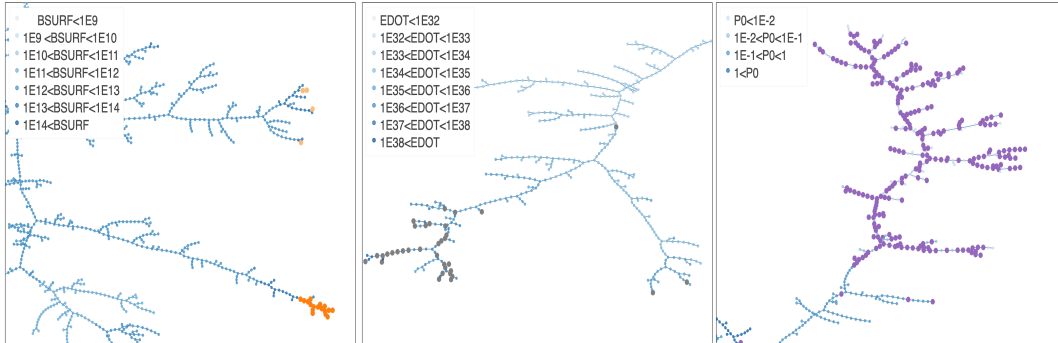 BSURF<1E9
1E9 <BSURF<1E10
1E10<BSURF<1E11
1E11<BSURF<1E12
1E12<BSURF<1E13
1E13<BSURF<1E14
1E14<BSURF
EDOT<1E32
1E32<EDOT<1E33
1E33<EDOT<1E34
1E34<EDOT<1E35
1E35<EDOT<1E36
1E36<EDOT<1E37
1E37<EDOT<1E38
1E38<EDOT
P0<1E-2
1E-2<P0<1E-1
1E-1<P0<1
1<P0